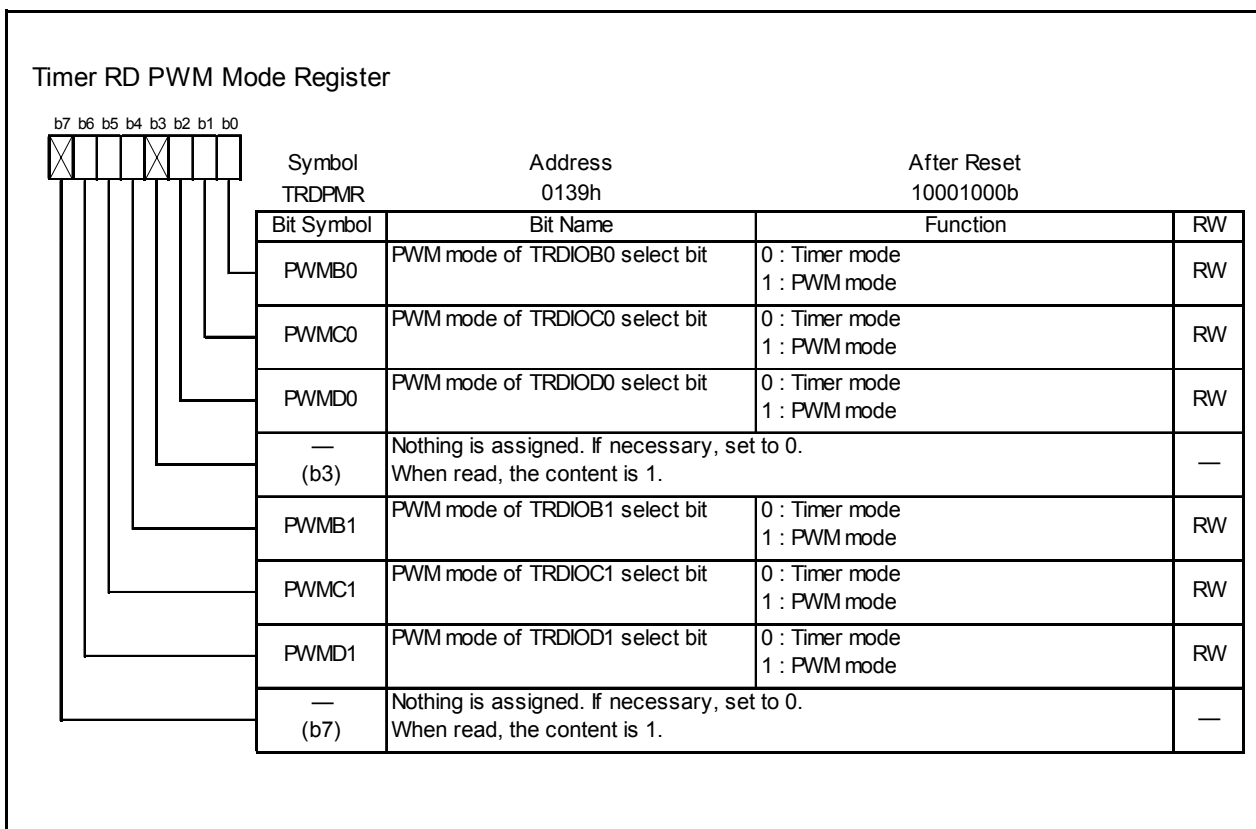 Timer RD PWM Mode Register
b7 b6 b5 b4 b3 b2 b1 b0
Symbol Address After Reset
TRDPMR 0139h 10001000b
Bit Symbol Bit Name Function RW
PWMB0 PWM mode of TRDIOB0 select bit 0 : Timer mode RW
1 : PWM mode
PWMC0 PWM mode of TRDIOC0 select bit 0 : Timer mode RW
1 : PWM mode
PWMD0 PWM mode of TRDIOD0 select bit 0 : Timer mode RW
1 : PWM mode
— Nothing is assigned. If necessary, set to 0. —
(b3) When read, the content is 1.
PWMB1 PWM mode of TRDIOB1 select bit 0 : Timer mode RW
1 : PWM mode
PWMC1 PWM mode of TRDIOC1 select bit 0 : Timer mode RW
1 : PWM mode
PWMD1 PWM mode of TRDIOD1 select bit 0 : Timer mode RW
1 : PWM mode
— Nothing is assigned. If necessary, set to 0. —
(b7) When read, the content is 1.